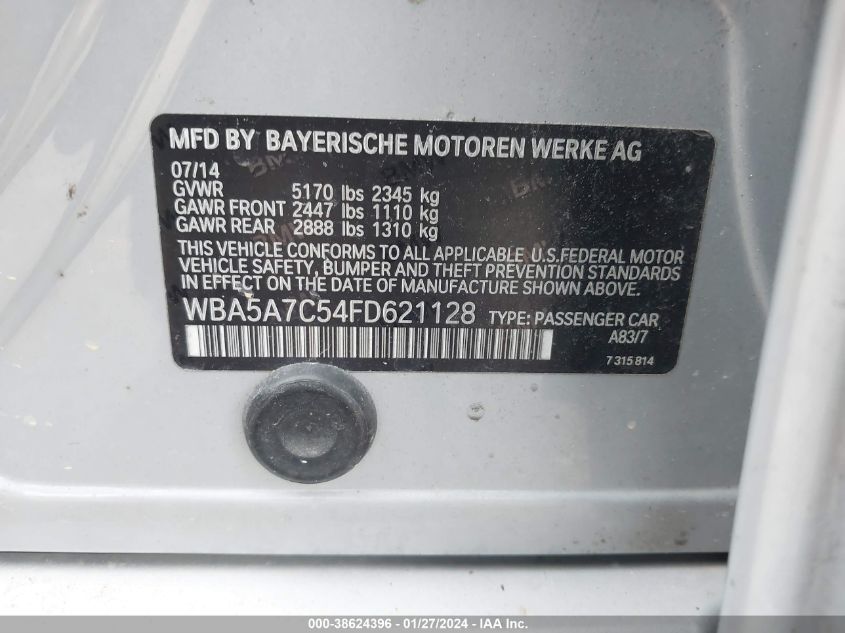 MFD BY BAYERISCHE MOTOREN WERKE AG
07/14
GVWR 5170 lbs 2345 kg
GAWR FRONT 2447 lbs 1110 kg
GAWR REAR 2888 lbs 1310 kg
THIS VEHICLE CONFORMS TO ALL APPLICABLE U.S.FEDERAL MOTOR
VEHICLE SAFETY, BUMPER AND THEFT PREVENTION STANDARDS
IN EFFECT ON THE DATE OF MANUFACTURE SHOWN ABOVE.
WBA5A7C54FD621128 TYPE: PASSENGER CAR
A83/7
7 315 814
000-38624396 - 01/27/2024 - IAA Inc.